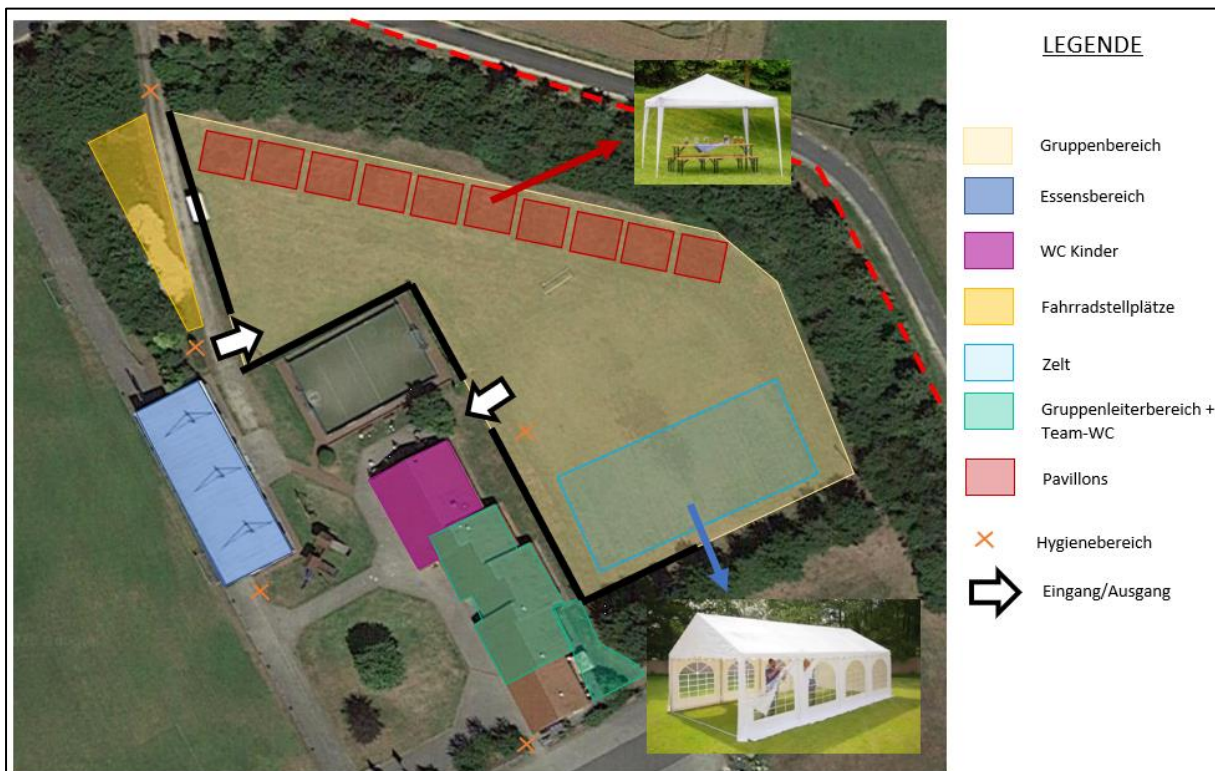 LEGENDE
Gruppenbereich
Essensbereich
WC Kinder
Fahrradstellplätze
Zelt
Gruppenleiterbereich +
Team-WC
Pavillons
Hygienebereich
Eingang/Ausgang